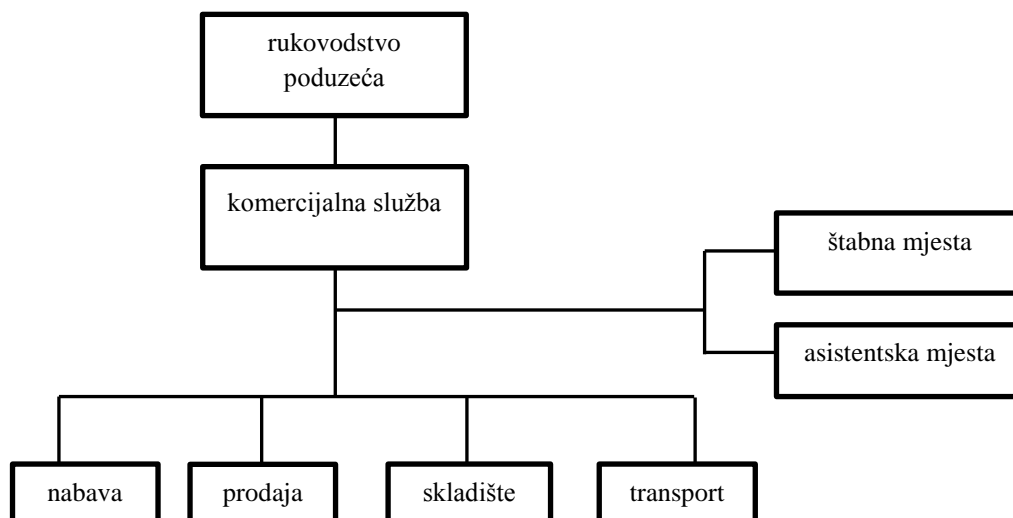 rukovodstvo
poduzeća
komercijalna služba
štabna mjesta
asistentska mjesta
nabava
prodaja
skladište
transport